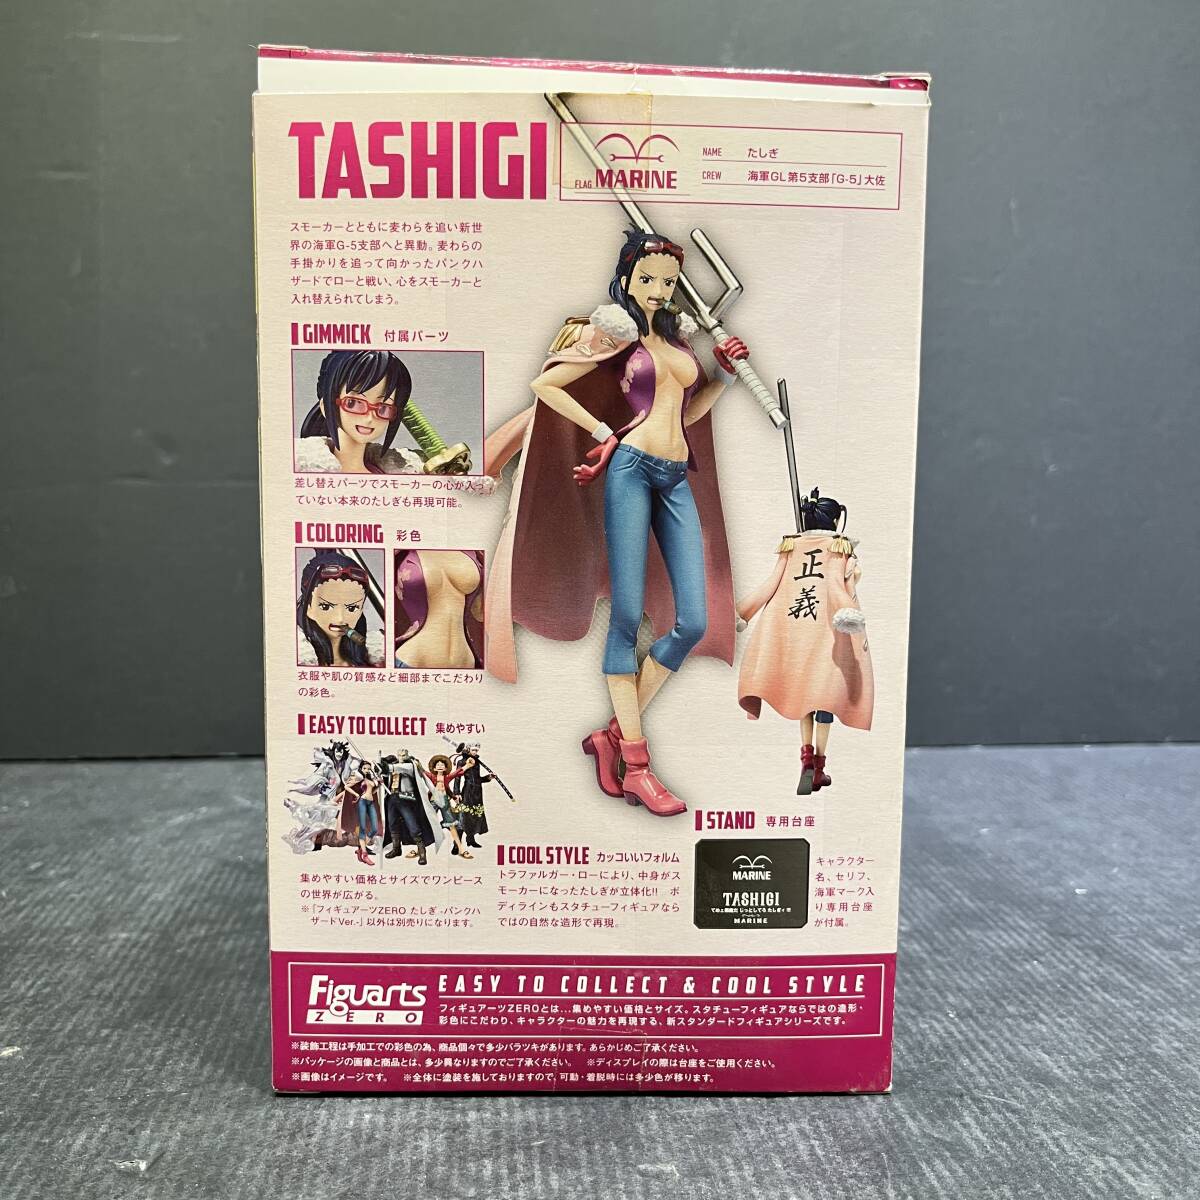 TASHIGI
FLAG MARINE
NAME たしぎ
CREW 海軍GL第5支部「G-5」大佐
スモーカーとともに麦わらを追い新世
界の海軍G-5支部へと異動。麦わらの
手掛かりを追って向かったパンクハ
ザードでローと戦い、心をスモーカーと
入れ替えられてしまう。
GIMMICK 付属パーツ
差し替えパーツでスモーカーの心が入っ
ていない本来のたしぎも再現可能。
COLORING 彩色
衣服や肌の質感など細部までこだわり
の彩色。
EASY TO COLLECT 集めやすい
集めやすい価格とサイズでワンピース
の世界が広がる。
※「フィギュアーツZERO たしぎ -パンクハ
ザードVer.-」以外は別売りになります。
COOL STYLE カッコいいフォルム
トラファルガー・ローにより、中身が
スモーカーになったたしぎが立体化!! ボ
ディラインもスタチューフィギュアなら
ではの自然な造形で再現。
正義
STAND 専用台座
MARINE
TASHIGI
MARINE
キャラクター
名、セリフ、
海軍マーク入
り専用台座
が付属。
Figuarts
ZERO
EASY TO COLLECT & COOL STYLE
フィギュアーツZEROとは…集めやすい価格とサイズ。スタチューフィギュアならではの造形・
彩色にこだわり、キャラクターの魅力を再現する、新スタンダードフィギュアシリーズです。
※装飾工程は手加工での彩色の為、商品個々で多少バラツキがあります。あらかじめご了承ください。
※パッケージの画像と商品とは、多少異なりますのでご了承ください。 ※ディスプレイの際は台座をご使用ください。
※画像はイメージです。 ※全体に塗装を施しておりますので、可動・着脱時には多少色が移ります。